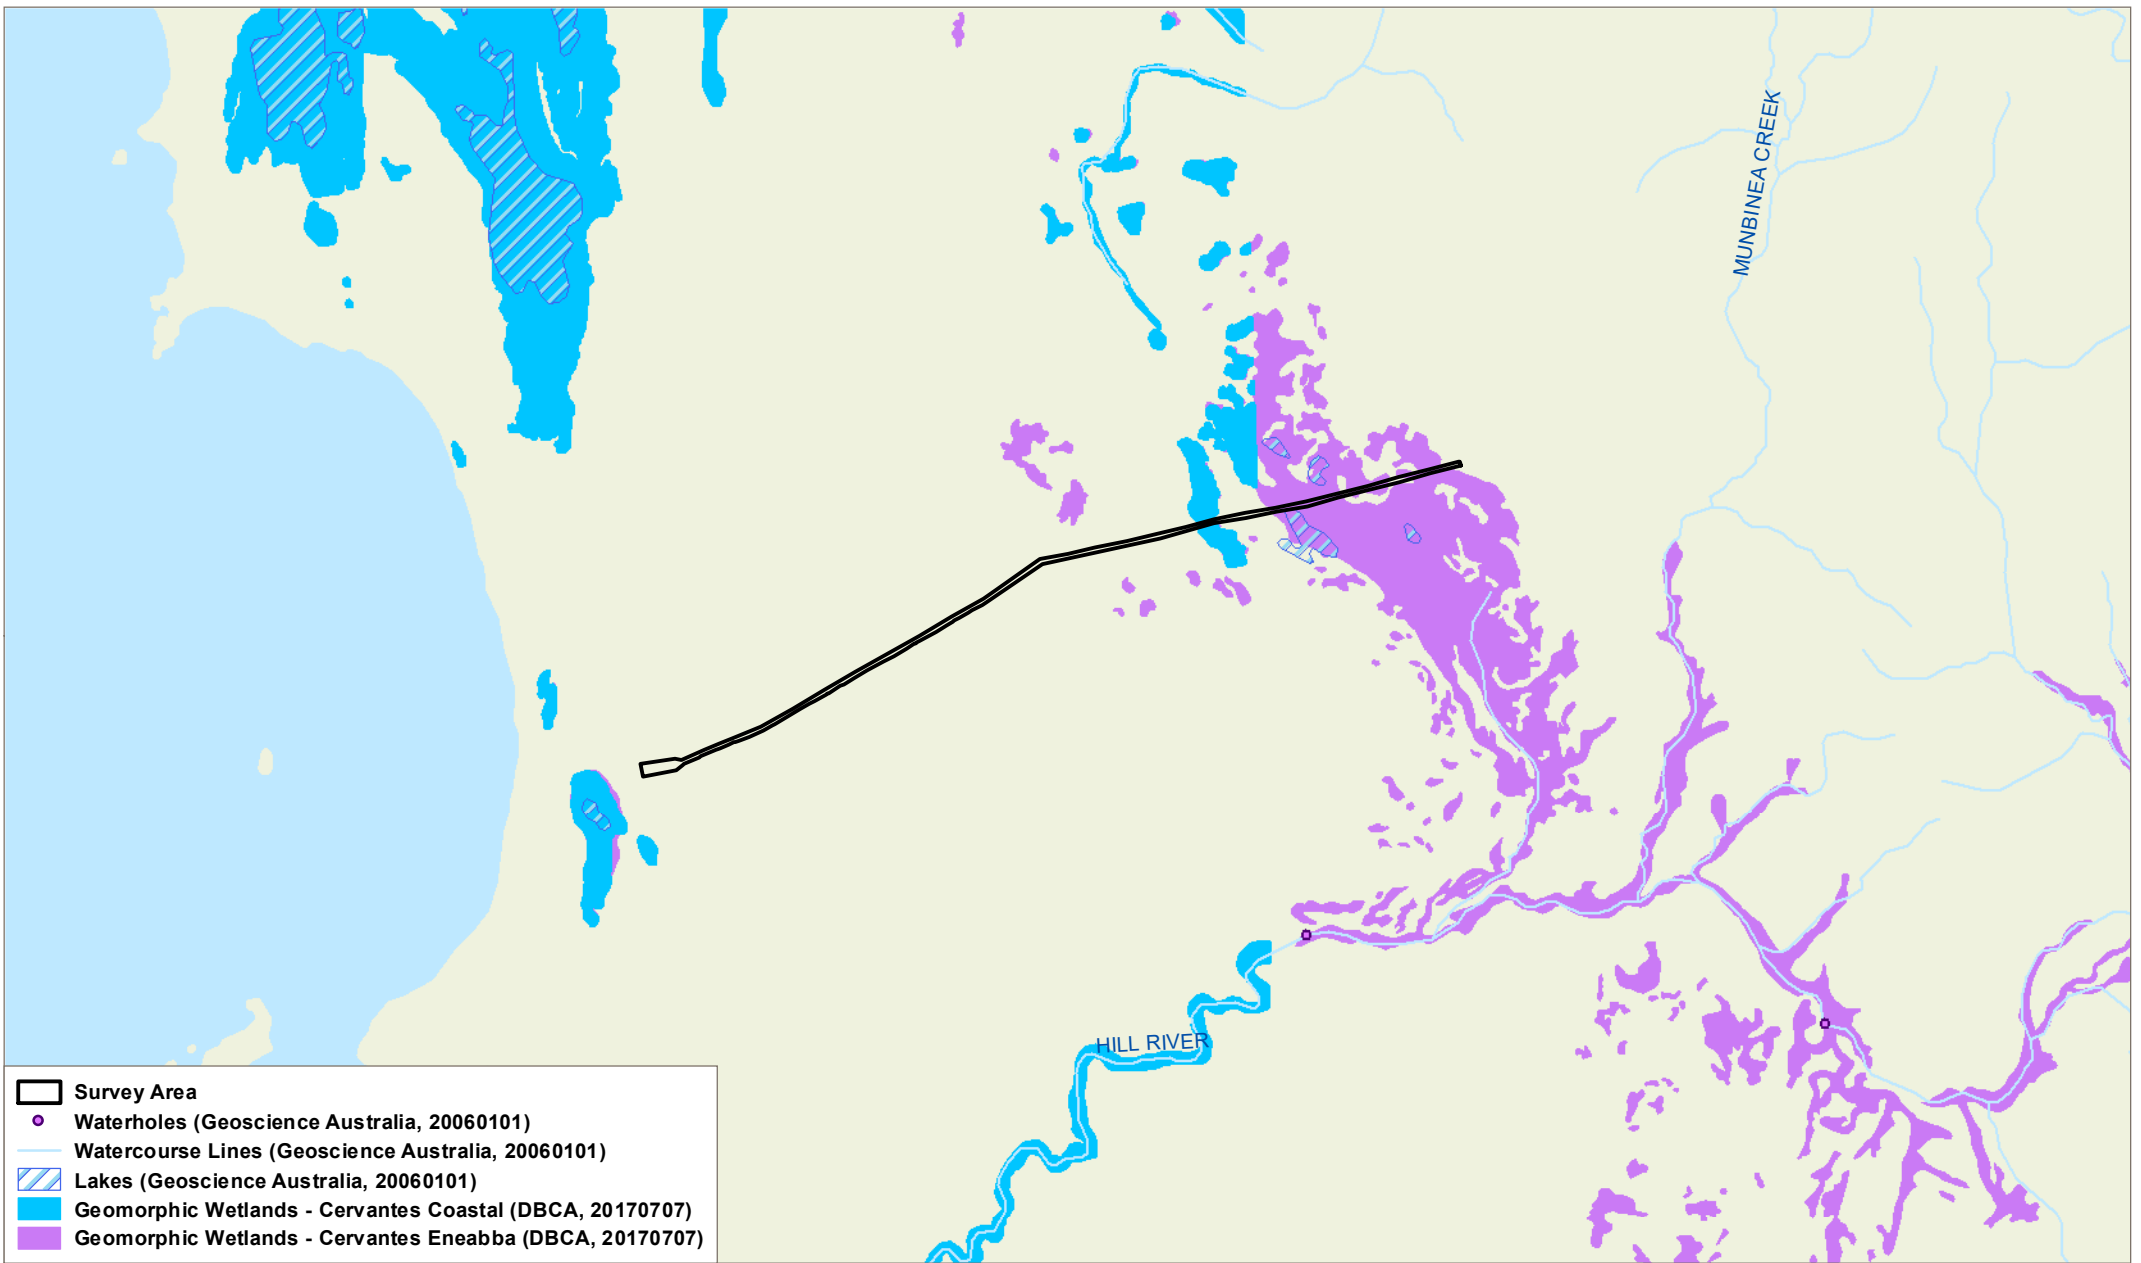 MUNBINEA CREEK
HILL RIVER
Survey Area
Waterholes (Geoscience Australia, 20060101)
Watercourse Lines (Geoscience Australia, 20060101)
Lakes (Geoscience Australia, 20060101)
Geomorphic Wetlands - Cervantes Coastal (DBCA, 20170707)
Geomorphic Wetlands - Cervantes Eneabba (DBCA, 20170707)